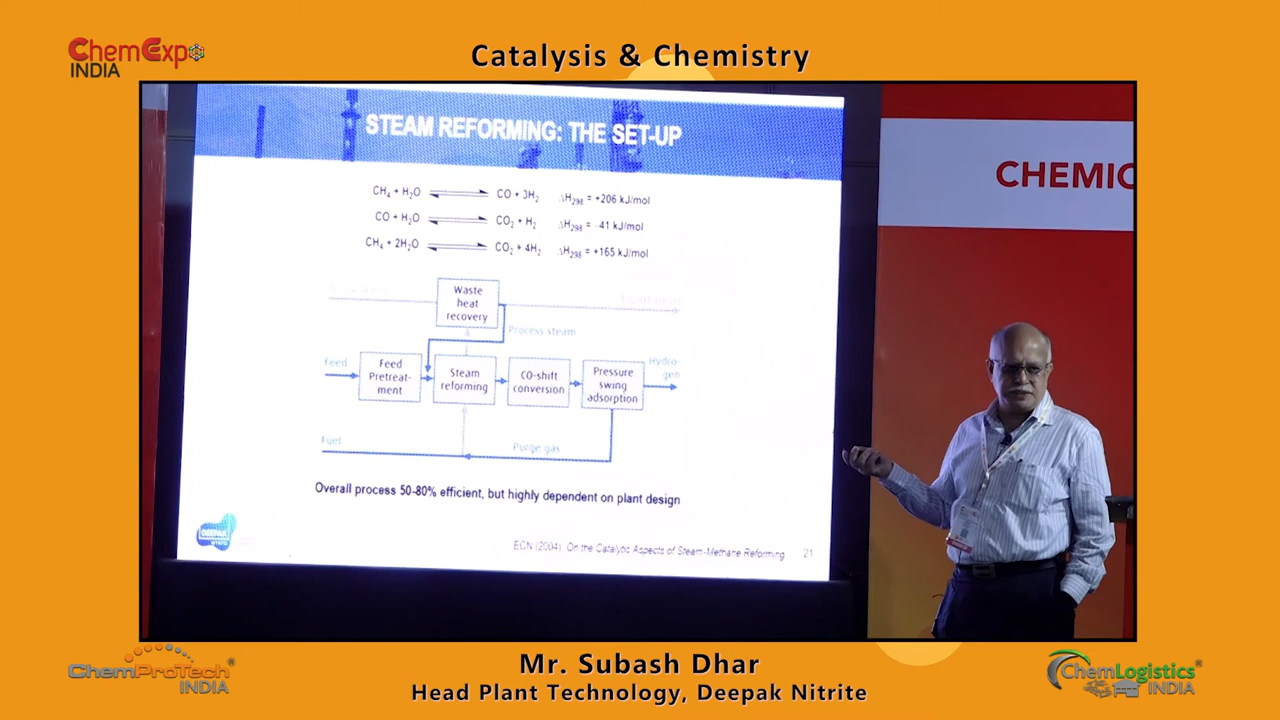 ChemExpo
INDIA
Catalysis & Chemistry
STEAM REFORMING: THE SET-UP
CH₄ + H₂O ⇌ CO + 3H₂ ΔH₂₉₈ = +206 kJ/mol
CO + H₂O ⇌ CO₂ + H₂ ΔH₂₉₈ = -41 kJ/mol
CH₄ + 2H₂O ⇌ CO₂ + 4H₂ ΔH₂₉₈ = +165 kJ/mol
Waste
heat
recovery
Process steam
Feed
Feed
Pretreat-
ment
Steam
reforming
CO-shift
conversion
Pressure
swing
adsorption
Hydro-
gen
Fuel
Purge gas
Overall process 50-80% efficient, but highly dependent on plant design
ECN (2004) On the Catalytic Aspects of Steam-Methane Reforming
21
CHEMIC
ChemProTech®
INDIA
Mr. Subash Dhar
Head Plant Technology, Deepak Nitrite
ChemLogistics®
INDIA